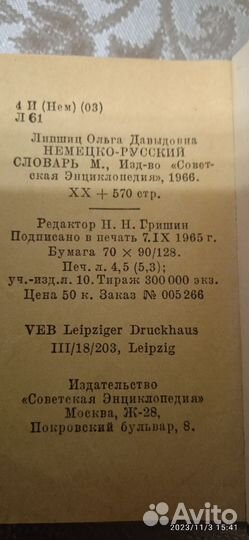 4 И (Нем) (03)
Л 61
Липшиц Ольга Давыдовна
НЕМЕЦКО-РУССКИЙ
СЛОВАРЬ М., Изд-во «Совет-
ская Энциклопедия», 1966.
XX + 570 стр.
Редактор Н. Н. Гришин
Подписано в печать 7.IX 1965 г.
Бумага 70 × 90/128.
Печ. л. 4,5 (5,3);
уч.-изд.л. 10. Тираж 300 000 экз.
Цена 50 к. Заказ № 005266
VEB Leipziger Druckhaus
III/18/203, Leipzig
Издательство
«Советская Энциклопедия»
Москва, Ж-28,
Покровский бульвар, 8.
Avito
2023/11/3 15:41